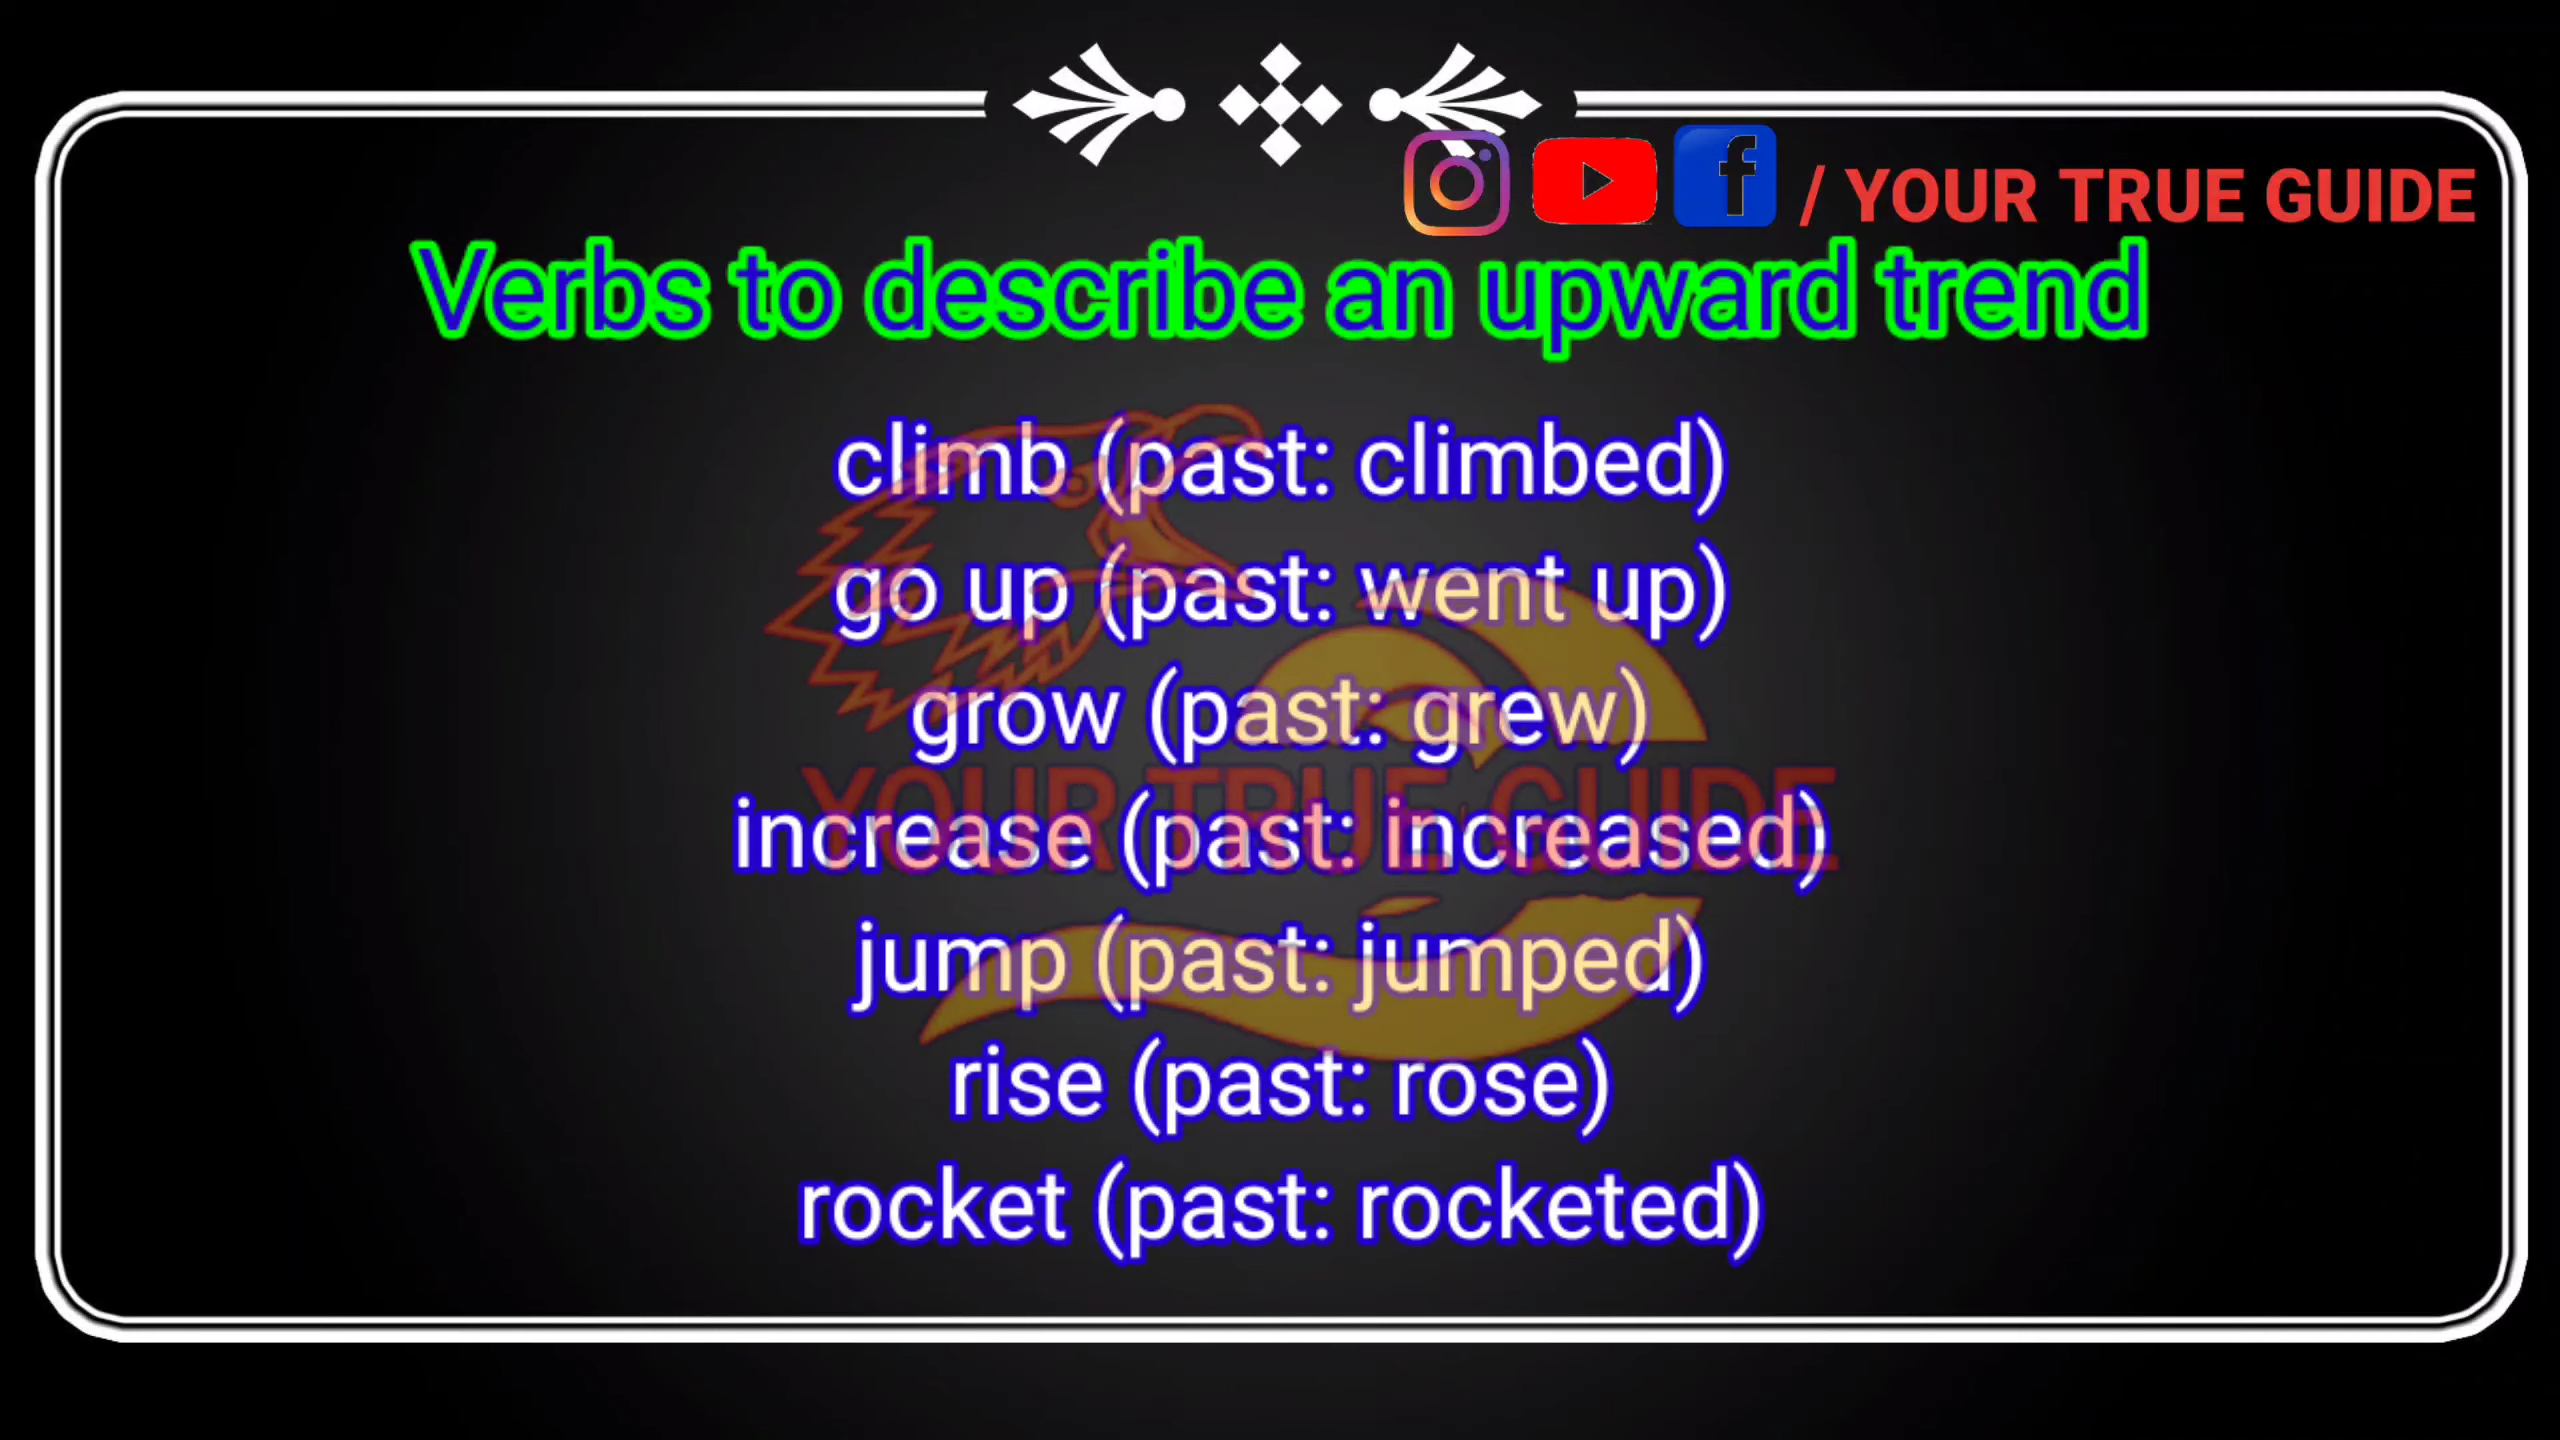 / YOUR TRUE GUIDE
Verbs to describe an upward trend
climb (past: climbed)
go up (past: went up)
grow (past: grew)
YOUR TRUE GUIDE
increase (past: increased)
jump (past: jumped)
rise (past: rose)
rocket (past: rocketed)